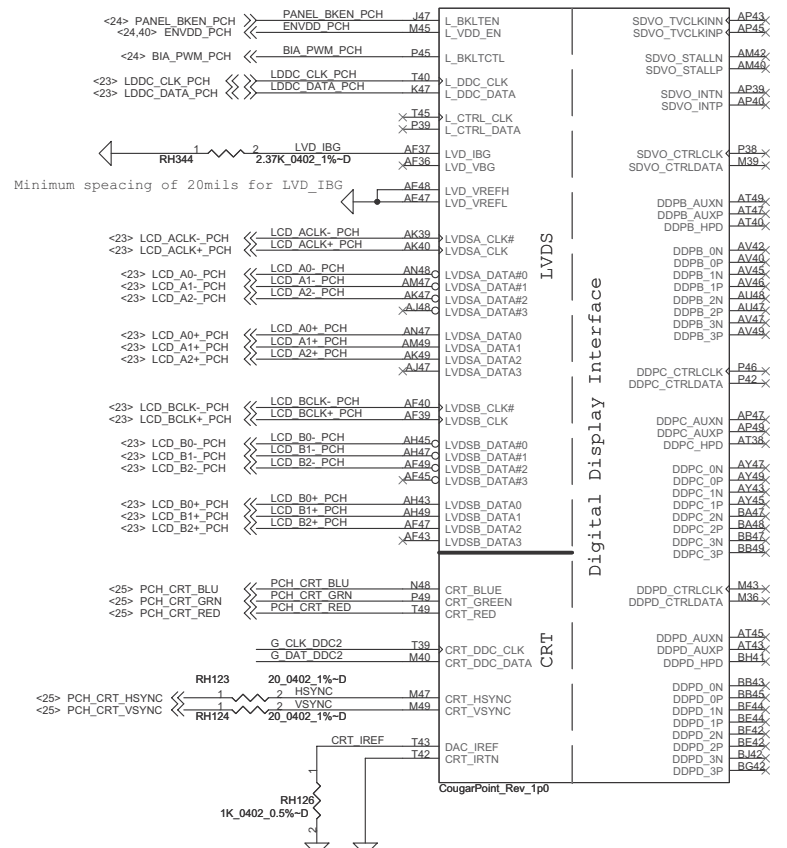 <24> PANEL_BKEN_PCH PANEL_BKEN_PCH J47 L_BKLTEN
<24,40> ENVDD_PCH ENVDD_PCH M45 L_VDD_EN
<24> BIA_PWM_PCH BIA_PWM_PCH P45 L_BKLTCTL
<23> LDDC_CLK_PCH LDDC_CLK_PCH T40 L_DDC_CLK
<23> LDDC_DATA_PCH LDDC_DATA_PCH K47 L_DDC_DATA
T45 L_CTRL_CLK
P39 L_CTRL_DATA
RH344 1 2 2.37K_0402_1%~D LVD_IBG AF37 LVD_IBG
AF36 LVD_VBG
Minimum speacing of 20mils for LVD_IBG
AE48 LVD_VREFH
AE47 LVD_VREFL
<23> LCD_ACLK-_PCH LCD_ACLK-_PCH AK39 LVDSA_CLK#
<23> LCD_ACLK+_PCH LCD_ACLK+_PCH AK40 LVDSA_CLK
<23> LCD_A0-_PCH LCD_A0-_PCH AN48 LVDSA_DATA#0
<23> LCD_A1-_PCH LCD_A1-_PCH AM47 LVDSA_DATA#1
<23> LCD_A2-_PCH LCD_A2-_PCH AK47 LVDSA_DATA#2
AJ48 LVDSA_DATA#3
<23> LCD_A0+_PCH LCD_A0+_PCH AN47 LVDSA_DATA0
<23> LCD_A1+_PCH LCD_A1+_PCH AM49 LVDSA_DATA1
<23> LCD_A2+_PCH LCD_A2+_PCH AK49 LVDSA_DATA2
AJ47 LVDSA_DATA3
<23> LCD_BCLK-_PCH LCD_BCLK-_PCH AF40 LVDSB_CLK#
<23> LCD_BCLK+_PCH LCD_BCLK+_PCH AF39 LVDSB_CLK
<23> LCD_B0-_PCH LCD_B0-_PCH AH45 LVDSB_DATA#0
<23> LCD_B1-_PCH LCD_B1-_PCH AH47 LVDSB_DATA#1
<23> LCD_B2-_PCH LCD_B2-_PCH AF49 LVDSB_DATA#2
AF45 LVDSB_DATA#3
<23> LCD_B0+_PCH LCD_B0+_PCH AH43 LVDSB_DATA0
<23> LCD_B1+_PCH LCD_B1+_PCH AH49 LVDSB_DATA1
<23> LCD_B2+_PCH LCD_B2+_PCH AF47 LVDSB_DATA2
AF43 LVDSB_DATA3
<25> PCH_CRT_BLU PCH_CRT_BLU N48 CRT_BLUE
<25> PCH_CRT_GRN PCH_CRT_GRN P49 CRT_GREEN
<25> PCH_CRT_RED PCH_CRT_RED T49 CRT_RED
G_CLK_DDC2 T39 CRT_DDC_CLK
G_DAT_DDC2 M40 CRT_DDC_DATA
RH123 20_0402_1%~D
<25> PCH_CRT_HSYNC 1 2 HSYNC M47 CRT_HSYNC
<25> PCH_CRT_VSYNC 1 2 VSYNC M49 CRT_VSYNC
RH124 20_0402_1%~D
CRT_IREF T43 DAC_IREF
T42 CRT_IRTN
1
RH126
1K_0402_0.5%~D
2
CougarPoint_Rev_1p0
LVDS
CRT
Digital Display Interface
SDVO_TVCLKINN AP43
SDVO_TVCLKINP AP45
SDVO_STALLN AM42
SDVO_STALLP AM40
SDVO_INTN AP39
SDVO_INTP AP40
SDVO_CTRLCLK P38
SDVO_CTRLDATA M39
DDPB_AUXN AT49
DDPB_AUXP AT47
DDPB_HPD AT40
DDPB_0N AV42
DDPB_0P AV40
DDPB_1N AV45
DDPB_1P AV46
DDPB_2N AU48
DDPB_2P AU47
DDPB_3N AV47
DDPB_3P AV49
DDPC_CTRLCLK P46
DDPC_CTRLDATA P42
DDPC_AUXN AP47
DDPC_AUXP AP49
DDPC_HPD AT38
DDPC_0N AY47
DDPC_0P AY49
DDPC_1N AY43
DDPC_1P AY45
DDPC_2N BA47
DDPC_2P BA48
DDPC_3N BB47
DDPC_3P BB49
DDPD_CTRLCLK M43
DDPD_CTRLDATA M36
DDPD_AUXN AT45
DDPD_AUXP AT43
DDPD_HPD BH41
DDPD_0N BB43
DDPD_0P BB45
DDPD_1N BF44
DDPD_1P BE44
DDPD_2N BF42
DDPD_2P BE42
DDPD_3N BJ42
DDPD_3P BG42